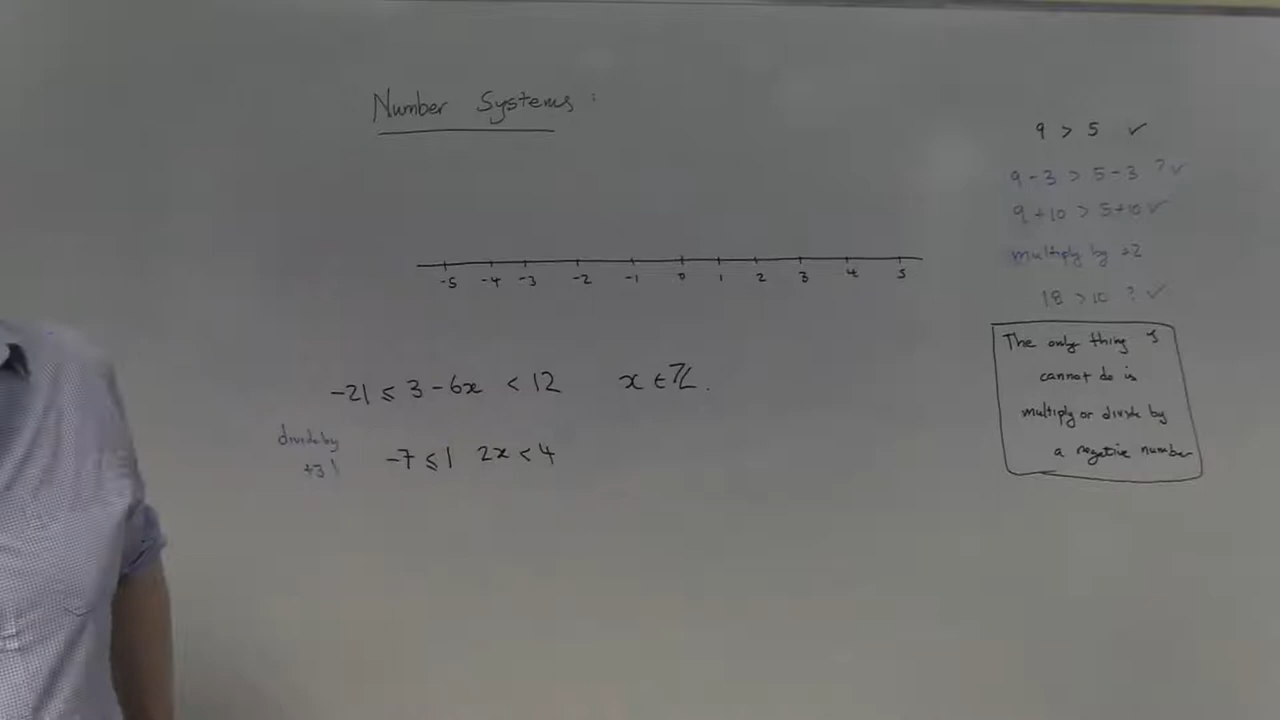 Number Systems :
-5 -4 -3 -2 -1 0 1 2 3 4 5
-21 ≤ 3 - 6x < 12 x ∈ ℤ.
divide by
+3
-7 ≤ 1 2x < 4
9 > 5 ✓
9 - 3 > 5 - 3 ? ✓
9 + 10 > 5 + 10 ✓
multiply by +2
18 > 10 ? ✓
The only thing I
cannot do is
multiply or divide by
a negative number